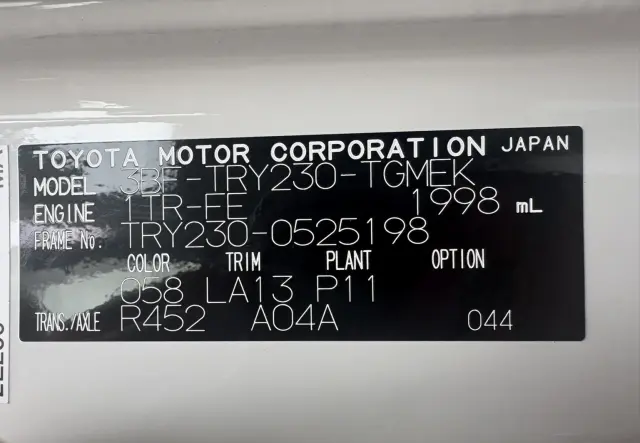 TOYOTA MOTOR CORPORATION JAPAN
MODEL 3BF-TRY230-TGMEK
ENGINE 1TR-FE 1998 mL
FRAME No. TRY230-0525198
COLOR TRIM PLANT OPTION
058 LA13 P11
TRANS./AXLE R452 A04A 044